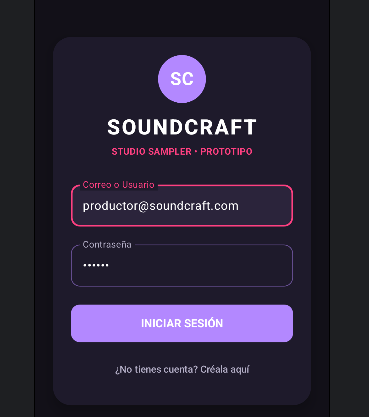 SC
SOUNDCRAFT
STUDIO SAMPLER • PROTOTIPO
Correo o Usuario
productor@soundcraft.com
Contraseña
••••••
INICIAR SESIÓN
¿No tienes cuenta? Créala aquí